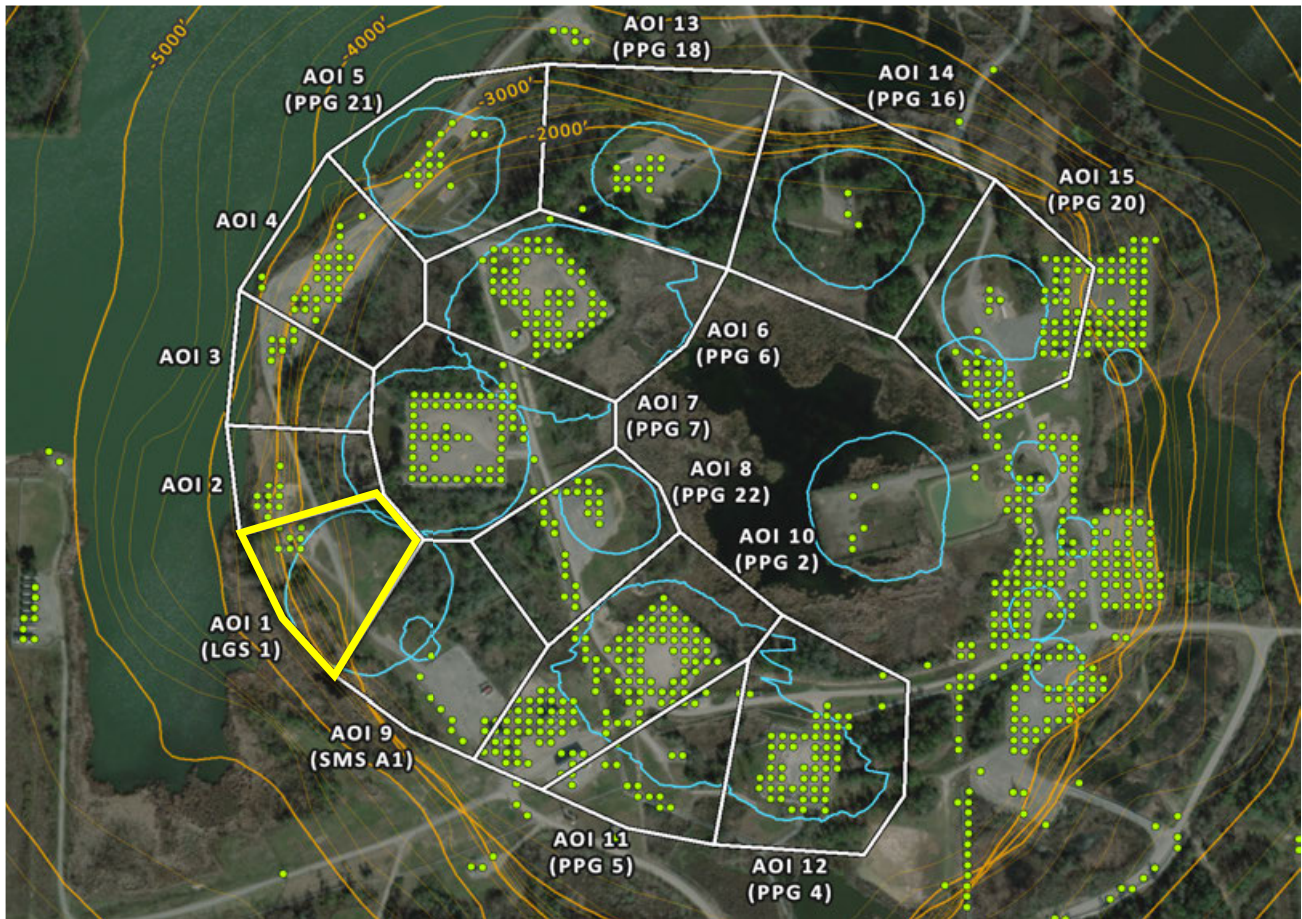 -5000'
-4000'
-3000'
-2000'
AOI 13
(PPG 18)
AOI 5
(PPG 21)
AOI 14
(PPG 16)
AOI 15
(PPG 20)
AOI 4
AOI 3
AOI 6
(PPG 6)
AOI 7
(PPG 7)
AOI 8
(PPG 22)
AOI 2
AOI 10
(PPG 2)
AOI 1
(LGS 1)
AOI 9
(SMS A1)
AOI 11
(PPG 5)
AOI 12
(PPG 4)